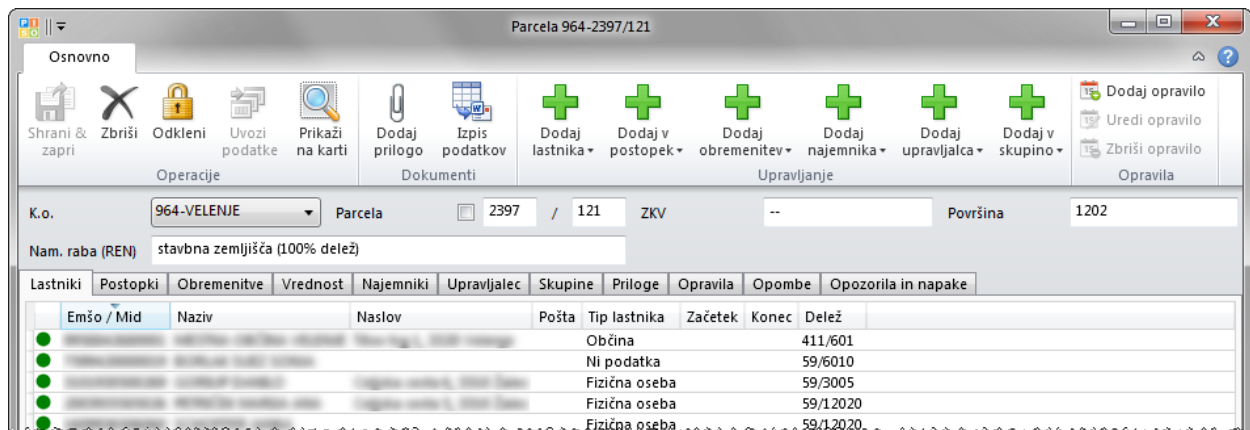 Parcela 964-2397/121
Osnovno
Shrani & zapri
Zbriši
Odkleni
Uvozi podatke
Prikaži na karti
Dodaj prilogo
Izpis podatkov
Dodaj lastnika
Dodaj v postopek
Dodaj obremenitev
Dodaj najemnika
Dodaj upravljalca
Dodaj v skupino
Dodaj opravilo
Uredi opravilo
Zbriši opravilo
Operacije
Dokumenti
Upravljanje
Opravila
K.o. 964-VELENJE Parcela 2397 / 121 ZKV -- Površina 1202
Nam. raba (REN) stavbna zemljišča (100% delež)
Lastniki Postopki Obremenitve Vrednost Najemniki Upravljalec Skupine Priloge Opravila Opombe Opozorila in napake
Emšo / Mid Naziv Naslov Pošta Tip lastnika Začetek Konec Delež
Občina 411/601
Ni podatka 59/6010
Fizična oseba 59/3005
Fizična oseba 59/12020
Fizična oseba 59/12020